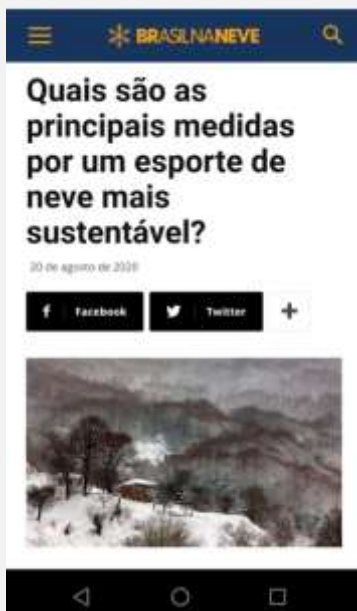 BRASILNANEVE
Quais são as
principais medidas
por um esporte de
neve mais
sustentável?
20 de agosto de 2020
Facebook
Twitter